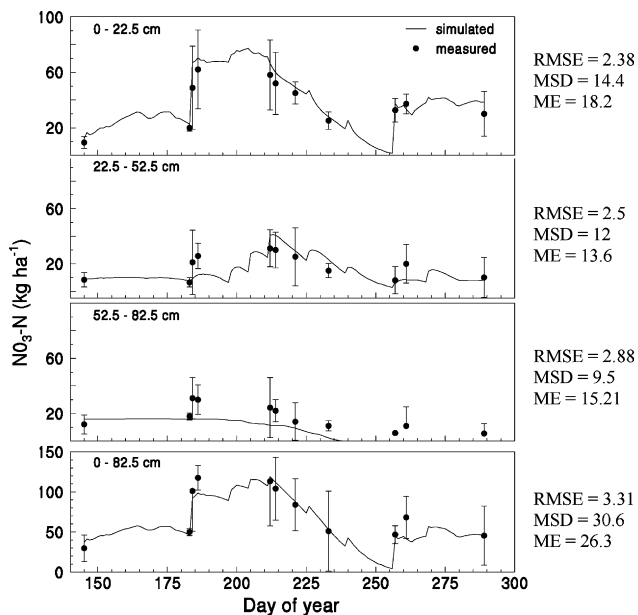 0 - 22.5 cm
simulated
measured
60
20
RMSE = 2.38
MSD = 14.4
ME = 18.2
22.5 - 52.5 cm
60
20
RMSE = 2.5
MSD = 12
ME = 13.6
N03-N (kg ha-1)
52.5 - 82.5 cm
60
20
RMSE = 2.88
MSD = 9.5
ME = 15.21
0 - 82.5 cm
150
100
50
0
RMSE = 3.31
MSD = 30.6
ME = 26.3
150 175 200 225 250 275 300
Day of year